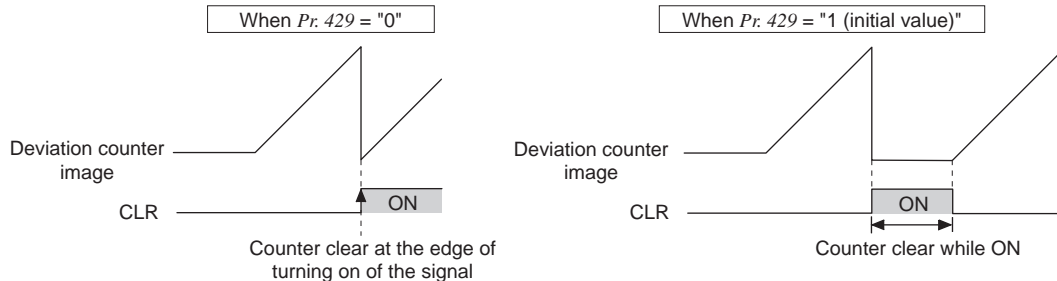 When Pr. 429 = "0"
Deviation counter
image
CLR
ON
Counter clear at the edge of
turning on of the signal
When Pr. 429 = "1 (initial value)"
Deviation counter
image
CLR
ON
Counter clear while ON